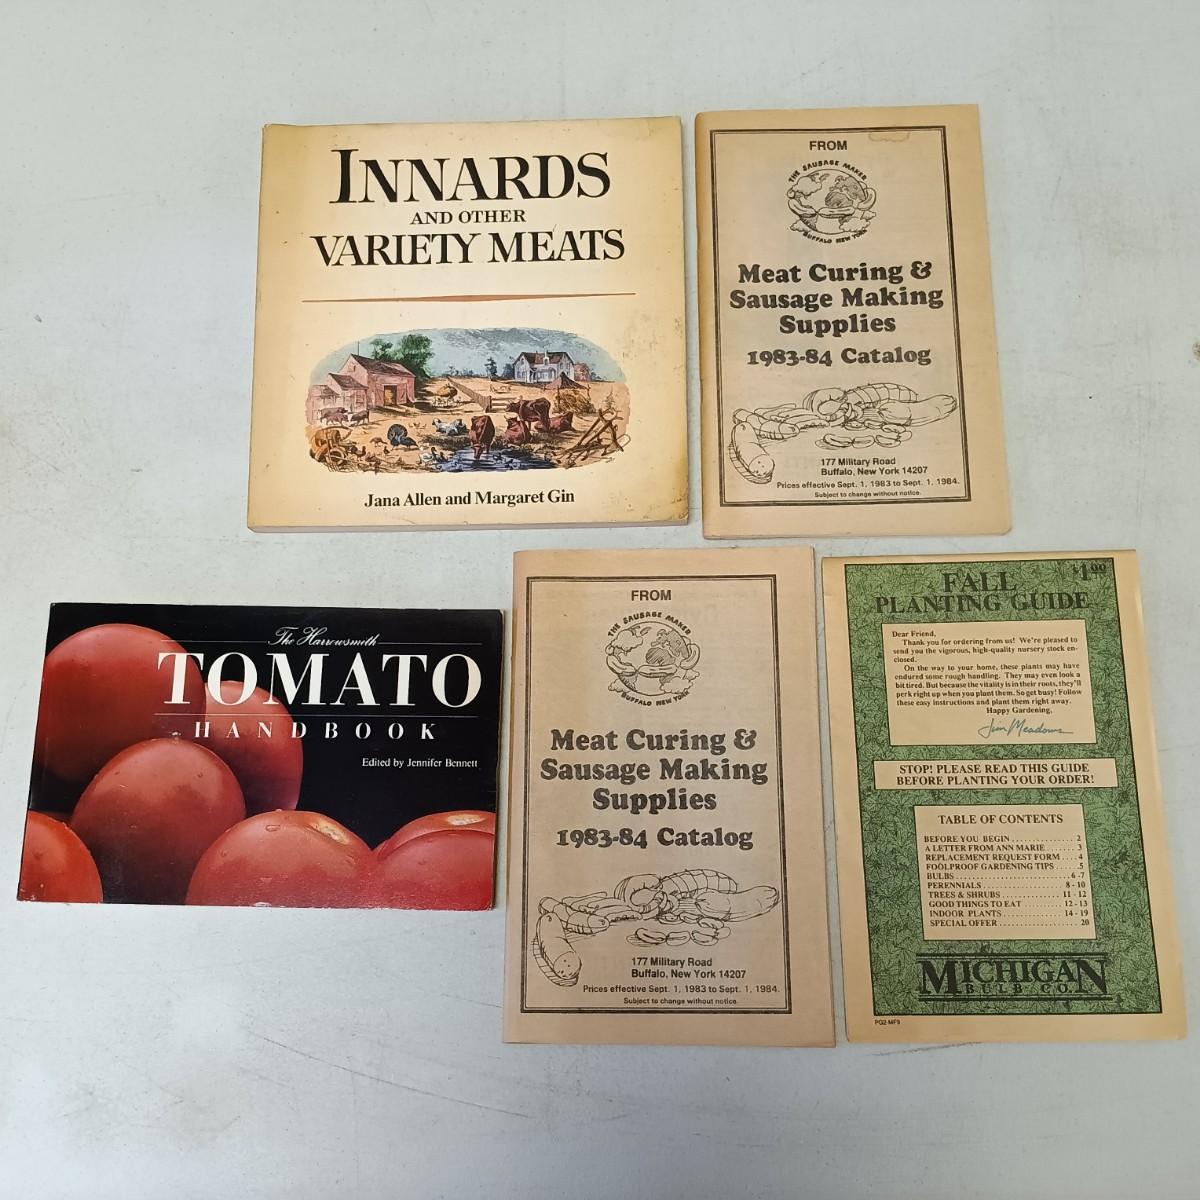 INNARDS
AND OTHER
VARIETY MEATS
Jana Allen and Margaret Gin
FROM
THE SAUSAGE MAKER
BUFFALO NEW YORK
Meat Curing &
Sausage Making
Supplies
1983-84 Catalog
177 Military Road
Buffalo, New York 14207
Prices effective Sept. 1, 1983 to Sept. 1, 1984.
Subject to change without notice.
The Harrowsmith
TOMATO
HANDBOOK
Edited by Jennifer Bennett
FROM
THE SAUSAGE MAKER
BUFFALO NEW YORK
Meat Curing &
Sausage Making
Supplies
1983-84 Catalog
177 Military Road
Buffalo, New York 14207
Prices effective Sept. 1, 1983 to Sept. 1, 1984.
Subject to change without notice.
$1.00
FALL
PLANTING GUIDE
Dear Friend,
Thank you for ordering from us! We're pleased to
send you the vigorous, high-quality nursery stock en-
closed.
On the way to your home, these plants may have
endured some rough handling. They may even look a
bit tired. But because the vitality is in their roots, they'll
perk right up when you plant them. So get busy! Follow
these easy instructions and plant them right away.
Happy Gardening,
Jim Meadows
STOP! PLEASE READ THIS GUIDE
BEFORE PLANTING YOUR ORDER!
TABLE OF CONTENTS
BEFORE YOU BEGIN . . . . . . . . . . . . 2
A LETTER FROM ANN MARIE . . . . . . 3
REPLACEMENT REQUEST FORM . . . . 4
FOOLPROOF GARDENING TIPS . . . . . 5
BULBS . . . . . . . . . . . . . . . . . . . . 6 -7
PERENNIALS . . . . . . . . . . . . . . . . 8 - 10
TREES & SHRUBS . . . . . . . . . . . . 11 - 12
GOOD THINGS TO EAT . . . . . . . . . 12 - 13
INDOOR PLANTS . . . . . . . . . . . . . 14 - 19
SPECIAL OFFER . . . . . . . . . . . . . . . 20
MICHIGAN
BULB CO.
PG2-MF9